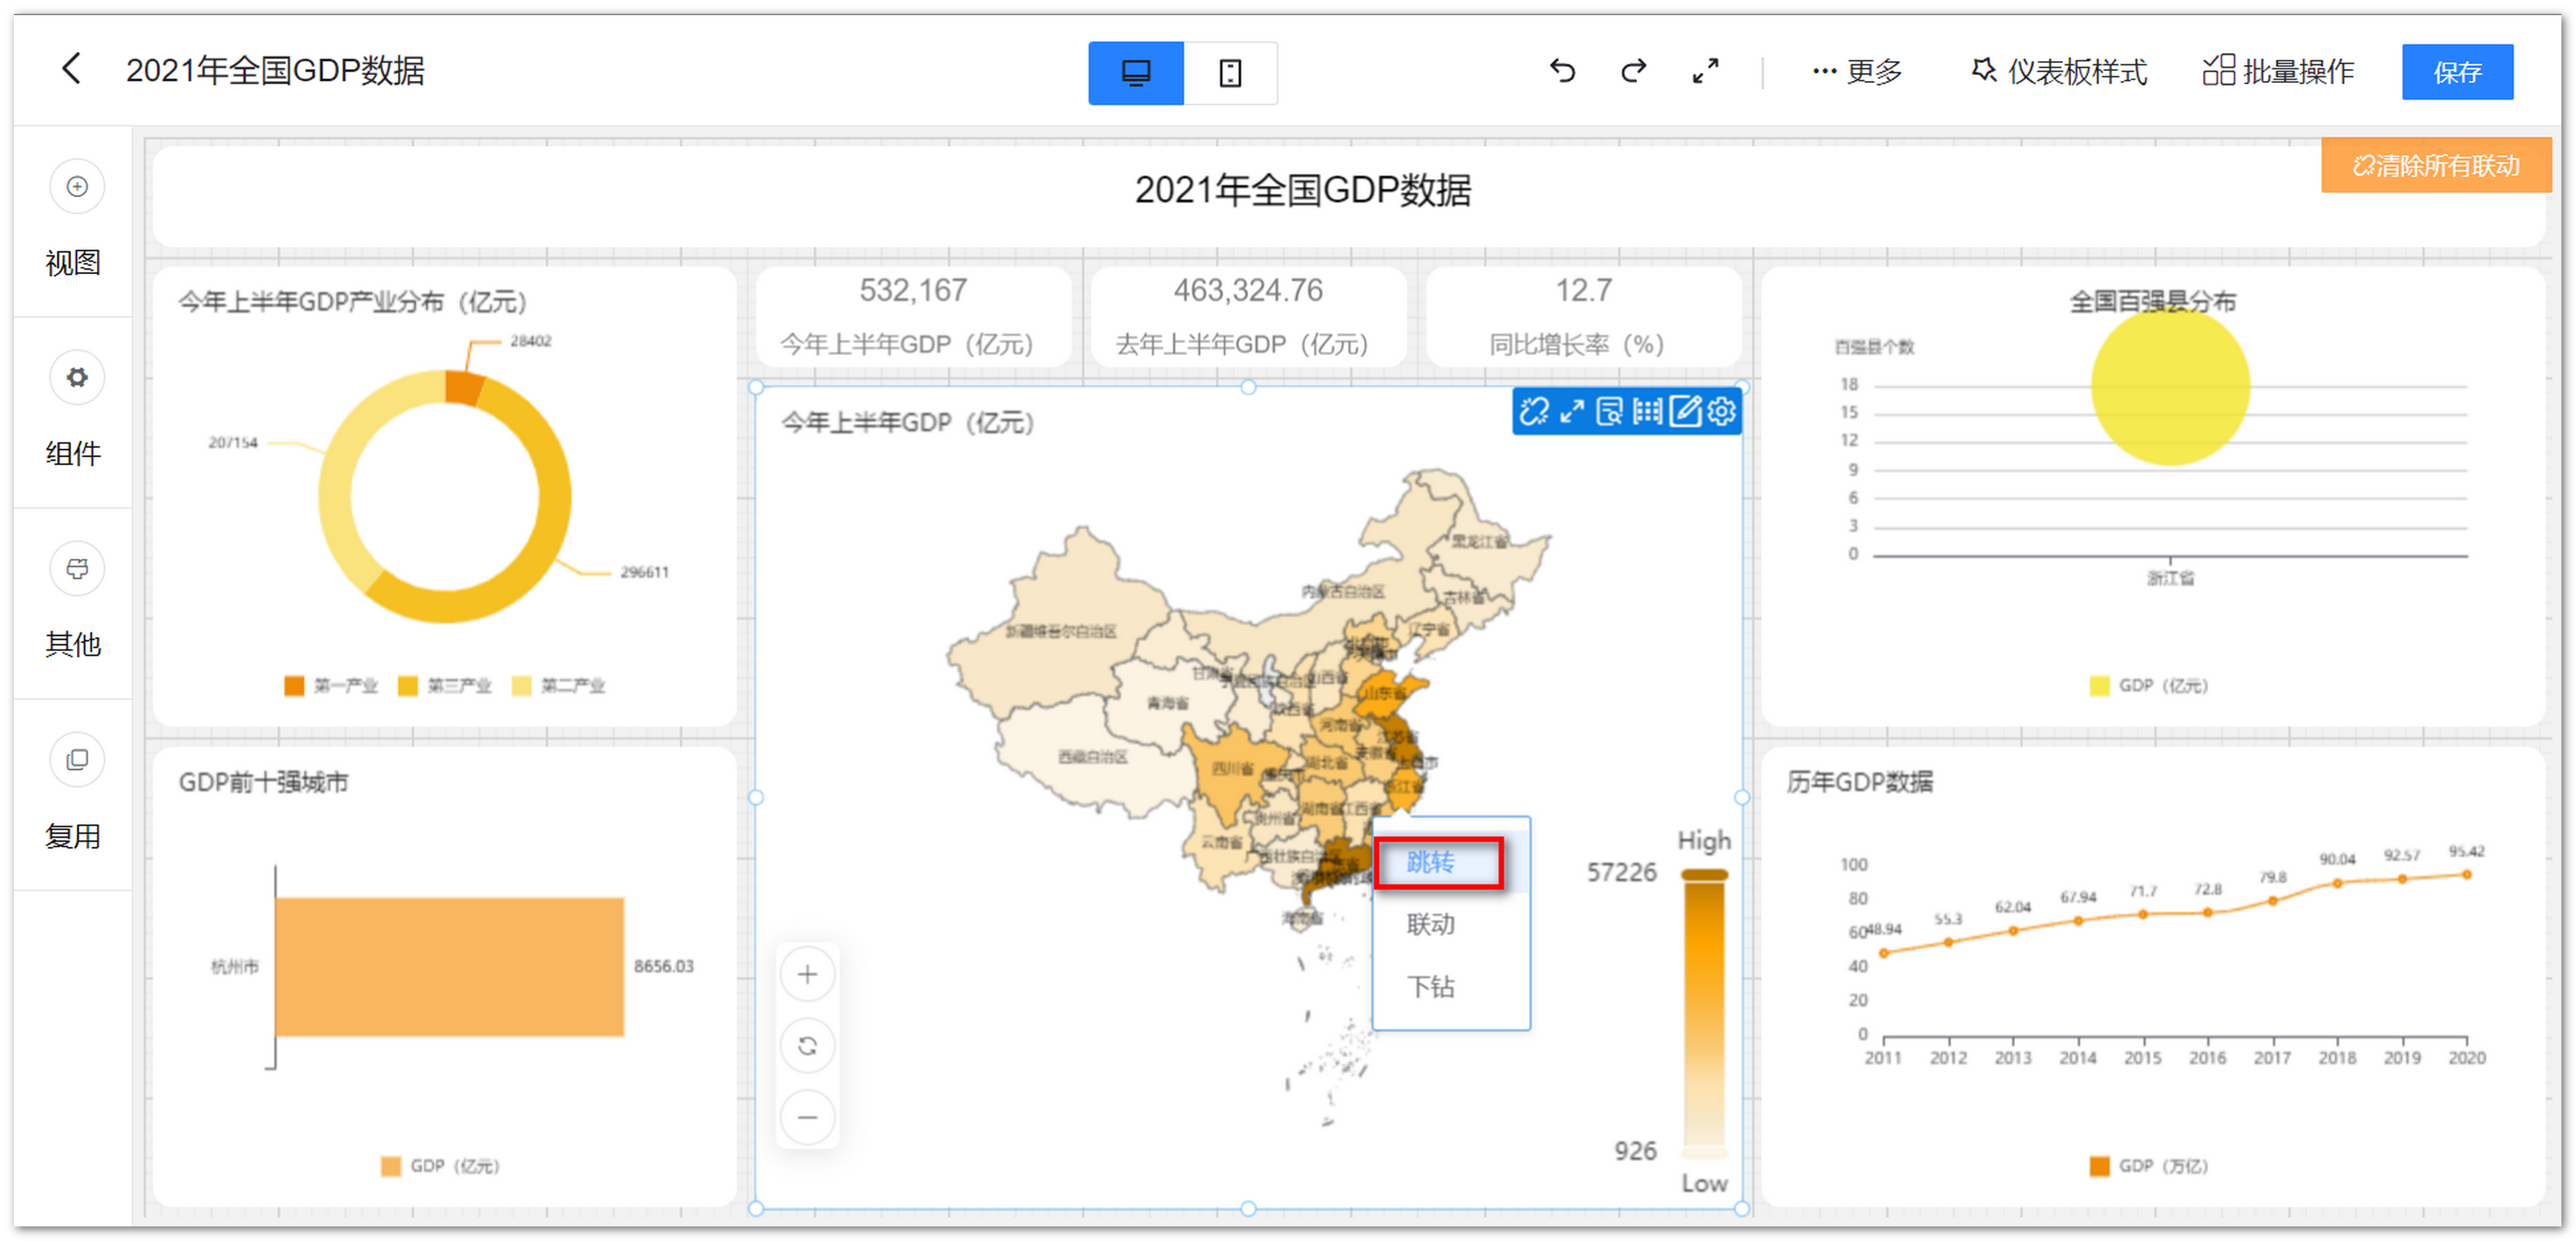 2021年全国GDP数据
更多
仪表板样式
批量操作
保存
视图
组件
其他
复用
清除所有联动
2021年全国GDP数据
今年上半年GDP产业分布（亿元）
28402
207154
296611
第一产业 第三产业 第二产业
532,167
今年上半年GDP（亿元）
463,324.76
去年上半年GDP（亿元）
12.7
同比增长率（%）
全国百强县分布
百强县个数
18
15
12
9
6
3
0
浙江省
GDP（亿元）
GDP前十强城市
杭州市
8656.03
GDP（亿元）
今年上半年GDP（亿元）
黑龙江省
内蒙古自治区
吉林省
新疆维吾尔自治区
辽宁省
甘肃省
山西省
山东省
青海省
陕西省
河南省
江苏省
西藏自治区
安徽省
四川省
湖北省
上海市
重庆市
浙江省
湖南省
江西省
贵州省
云南省
广西壮族自治区
海南省
跳转
联动
下钻
High
57226
926
Low
历年GDP数据
100
80
60
40
20
0
48.94
55.3
62.04
67.94
71.7
72.8
79.8
90.04
92.57
95.42
2011 2012 2013 2014 2015 2016 2017 2018 2019 2020
GDP（万亿）